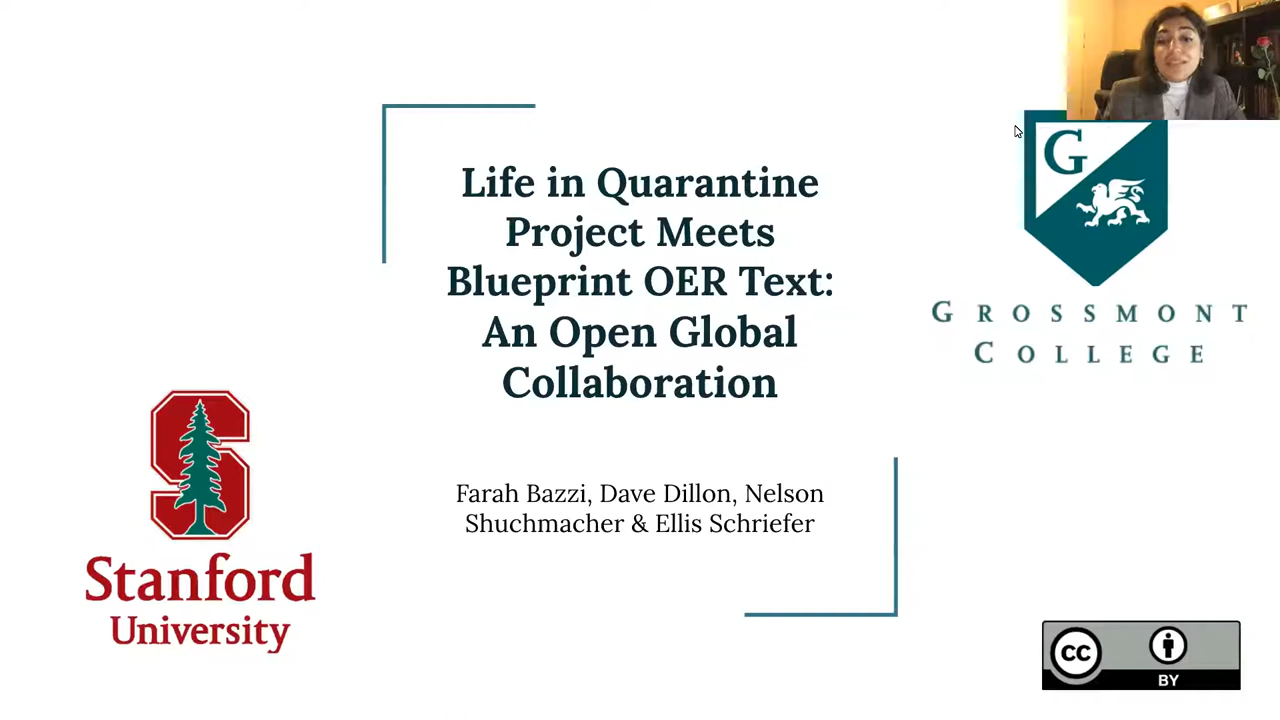 Life in Quarantine
Project Meets
Blueprint OER Text:
An Open Global
Collaboration
Farah Bazzi, Dave Dillon, Nelson
Shuchmacher & Ellis Schriefer
G
GROSSMONT
COLLEGE
S
Stanford
University
CC
BY